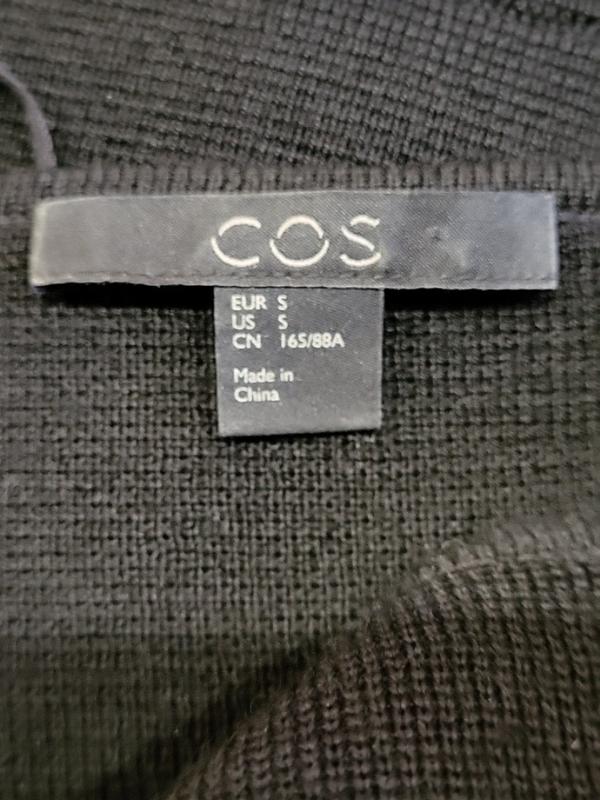 COS
EUR S
US S
CN 165/88A
Made in
China